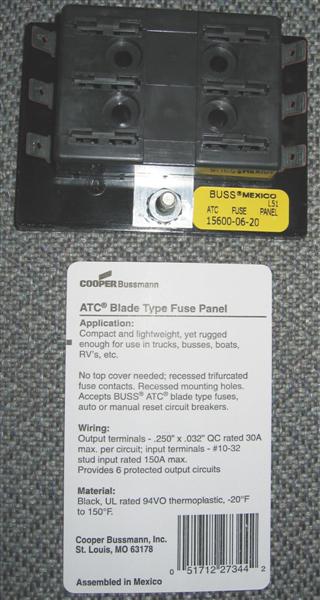 BUSS® MEXICO
L51
ATC FUSE PANEL
15600-06-20
COOPER Bussmann
ATC® Blade Type Fuse Panel
Application:
Compact and lightweight, yet rugged
enough for use in trucks, busses, boats,
RV's, etc.
No top cover needed; recessed trifurcated
fuse contacts. Recessed mounting holes.
Accepts BUSS® ATC® blade type fuses,
auto or manual reset circuit breakers.
Wiring:
Output terminals - .250" x .032" QC rated 30A
max. per circuit; input terminals - #10-32
stud input rated 150A max.
Provides 6 protected output circuits
Material:
Black, UL rated 94VO thermoplastic, -20°F
to 150°F.
Cooper Bussmann, Inc.
St. Louis, MO 63178
0 51712 27344 2
Assembled in Mexico